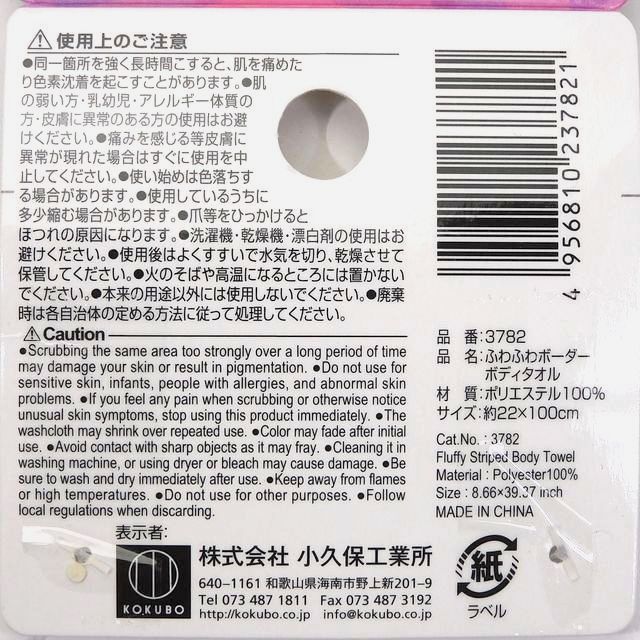 ⚠使用上のご注意
●同一箇所を強く長時間こすると、肌を痛めた
り色素沈着を起こすことがあります。●肌
の弱い方・乳幼児・アレルギー体質の
方・皮膚に異常のある方の使用はお避
けください。●痛みを感じる等皮膚に
異常が現れた場合はすぐに使用を中
止してください。●使い始めは色落ちす
る場合があります。●使用しているうちに
多少縮む場合があります。●爪等をひっかけると
ほつれの原因になります。●洗濯機・乾燥機・漂白剤の使用はお
避けください。●使用後はよくすすいで水気を切り、乾燥させて
保管してください。●火のそばや高温になるところには置かない
でください。●本来の用途以外には使用しないでください。●廃棄
時は各自治体の定める方法に従って処理してください。
⚠Caution
●Scrubbing the same area too strongly over a long period of time
may damage your skin or result in pigmentation. ●Do not use for
sensitive skin, infants, people with allergies, and abnormal skin
problems. ●If you feel any pain when scrubbing or otherwise notice
unusual skin symptoms, stop using this product immediately. ●The
washcloth may shrink over repeated use. ●Color may fade after initial
use. ●Avoid contact with sharp objects as it may fray. ●Cleaning it in
washing machine, or using dryer or bleach may cause damage. ●Be
sure to wash and dry immediately after use. ●Keep away from flames
or high temperatures. ●Do not use for other purposes. ●Follow
local regulations when discarding.
4 956810 237821
品 番：3782
品 名：ふわふわボーダー
ボディタオル
材 質：ポリエステル100%
サイズ：約22×100cm
Cat.No. : 3782
Fluffy Striped Body Towel
Material : Polyester100%
Size : 8.66×39.37 inch
MADE IN CHINA
表示者：
KOKUBO
株式会社 小久保工業所
640-1161 和歌山県海南市野上新201-9
Tel 073 487 1811 Fax 073 487 3192
http://kokubo.co.jp info@kokubo.co.jp
紙
ラベル